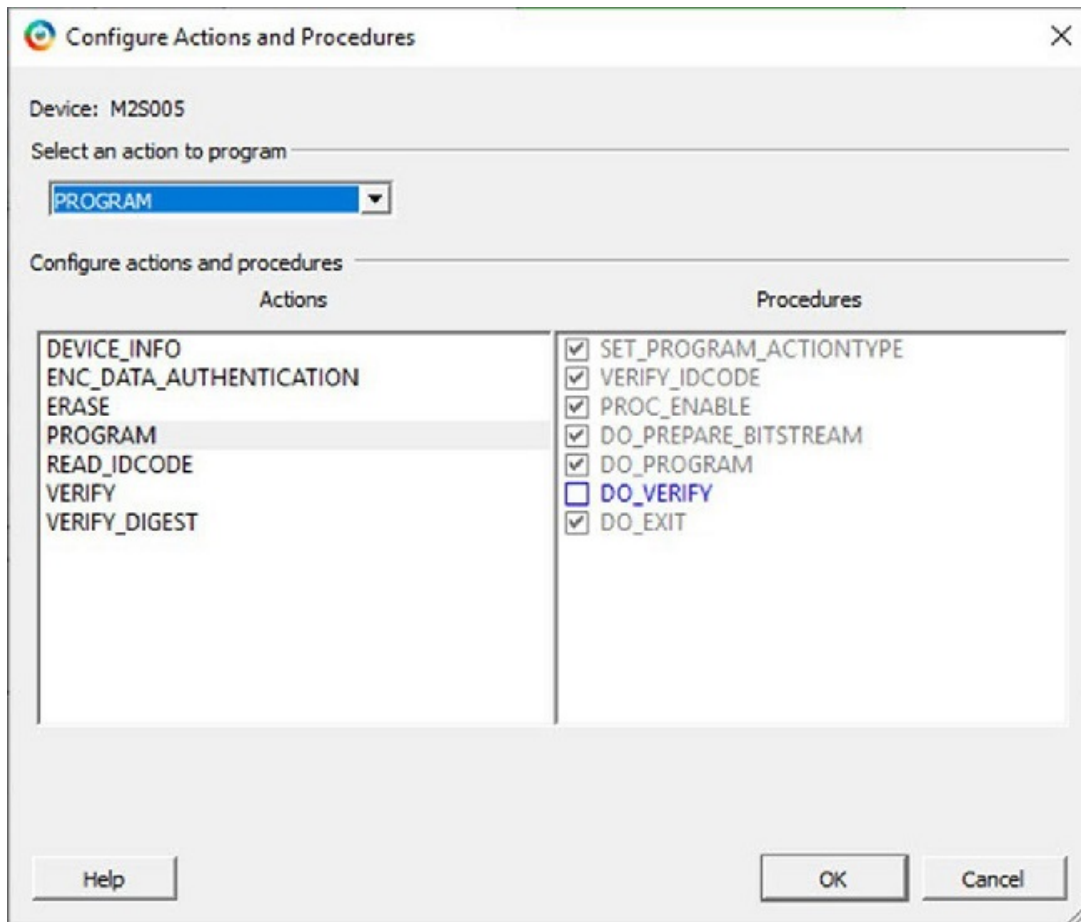 Configure Actions and Procedures
Device: M2S005
Select an action to program
PROGRAM
Configure actions and procedures
Actions
Procedures
DEVICE_INFO
ENC_DATA_AUTHENTICATION
ERASE
PROGRAM
READ_IDCODE
VERIFY
VERIFY_DIGEST
SET_PROGRAM_ACTIONTYPE
VERIFY_IDCODE
PROC_ENABLE
DO_PREPARE_BITSTREAM
DO_PROGRAM
DO_VERIFY
DO_EXIT
Help
OK
Cancel